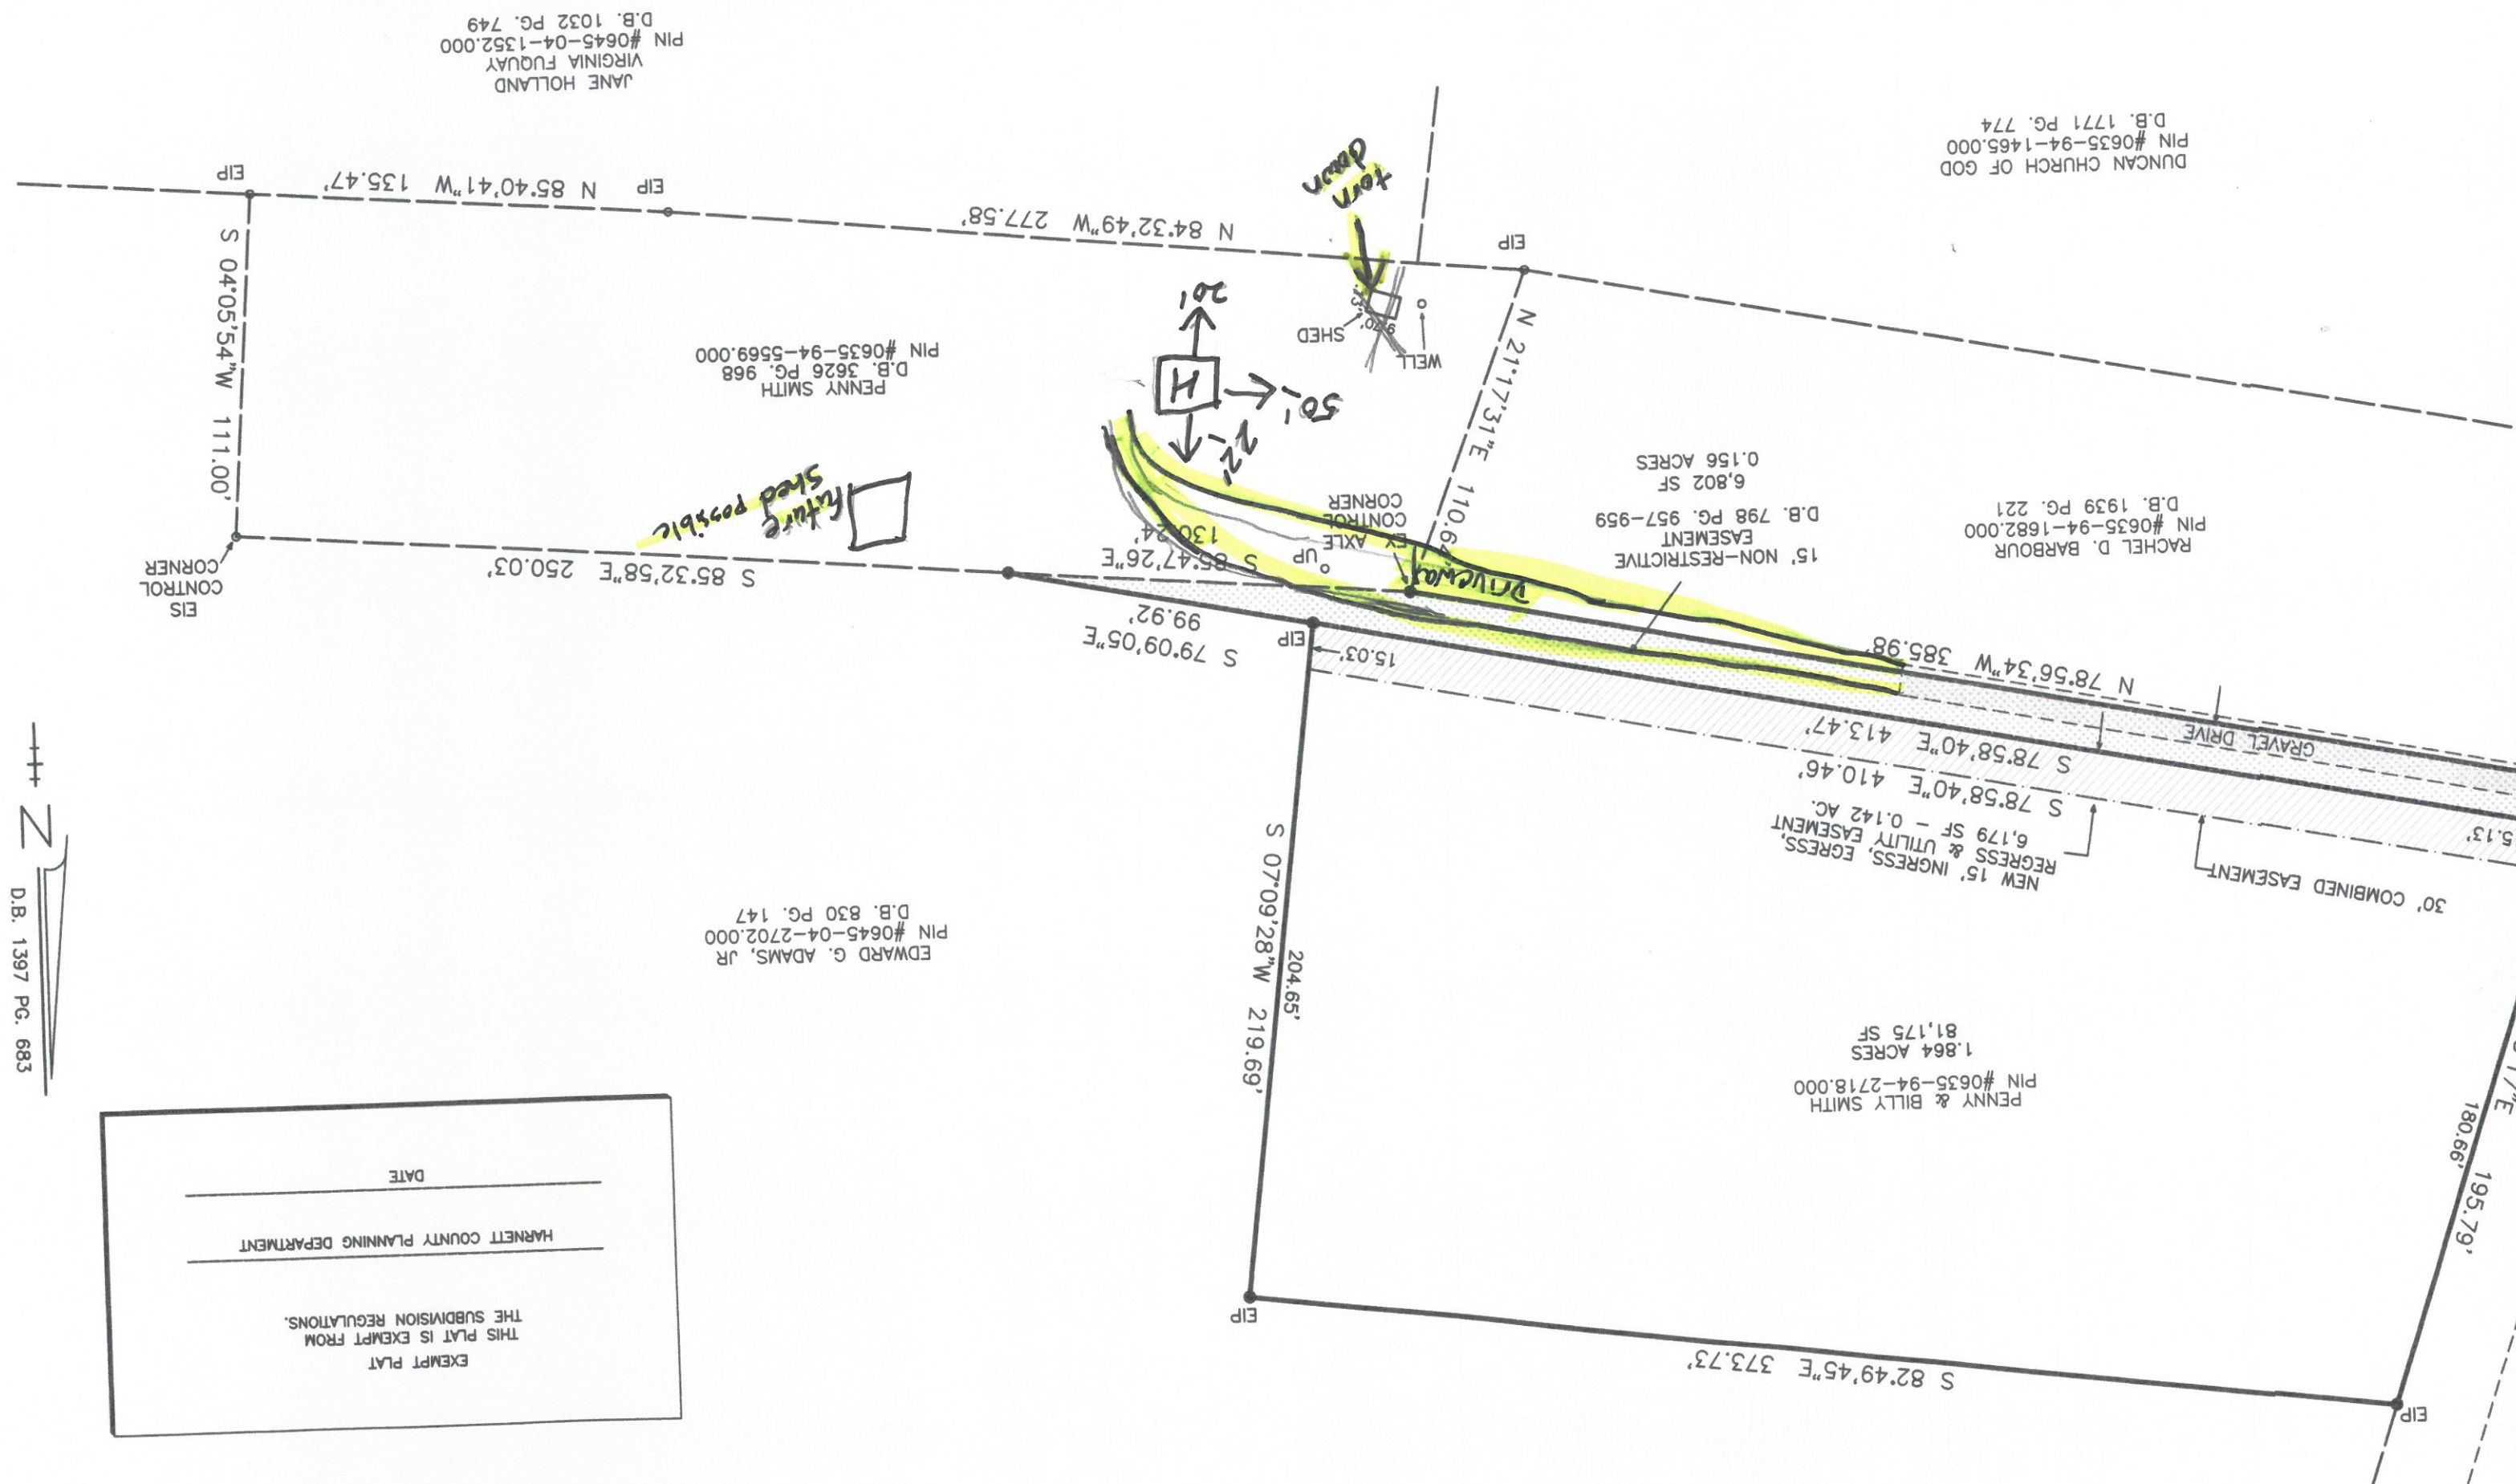 EXEMPT PLAT
THIS PLAT IS EXEMPT FROM
THE SUBDIVISION REGULATIONS.
HARNETT COUNTY PLANNING DEPARTMENT
DATE
EIP
S 82°49'45"E 373.73'
EIP
195.79'
180.66'
PENNY & BILLY SMITH
PIN #0635-94-2718.000
1.864 ACRES
81,175 SF
S 07°09'28"W 219.69'
204.65'
D.B. 1397 PG. 683
N
EDWARD G. ADAMS, JR
PIN #0645-04-2702.000
D.B. 830 PG. 147
30' COMBINED EASEMENT
NEW 15' INGRESS, EGRESS,
REGRESS & UTILITY EASEMENT
6,179 SF - 0.142 AC.
S 78°58'40"E 410.46'
S 78°58'40"E 413.47'
5.13'
GRAVEL DRIVE
N 78°56'34"W 385.98'
15.03'
EIP
S 79°09'05"E
99.92'
EIS
CONTROL
CORNER
S 85°32'58"E 250.03'
S 85°47'26"E
130.24'
UP
EX AXLE
CONTROL
CORNER
Driveway
15' NON-RESTRICTIVE
EASEMENT
D.B. 798 PG. 957-959
6,802 SF
0.156 ACRES
RACHEL D. BARBOUR
PIN #0635-94-1682.000
D.B. 1939 PG. 221
future
shed possible
N 21°17'31"E 110.64'
S 04°05'54"W 111.00'
PENNY SMITH
D.B. 3626 PG. 968
PIN #0635-94-5569.000
H
50'
20'
WELL
SHED
9.70'
torn
down
EIP
N 84°32'49"W 277.58'
EIP
N 85°40'41"W 135.47'
EIP
DUNCAN CHURCH OF GOD
PIN #0635-94-1465.000
D.B. 1771 PG. 774
JANE HOLLAND
VIRGINIA FUQUAY
PIN #0645-04-1352.000
D.B. 1032 PG. 749